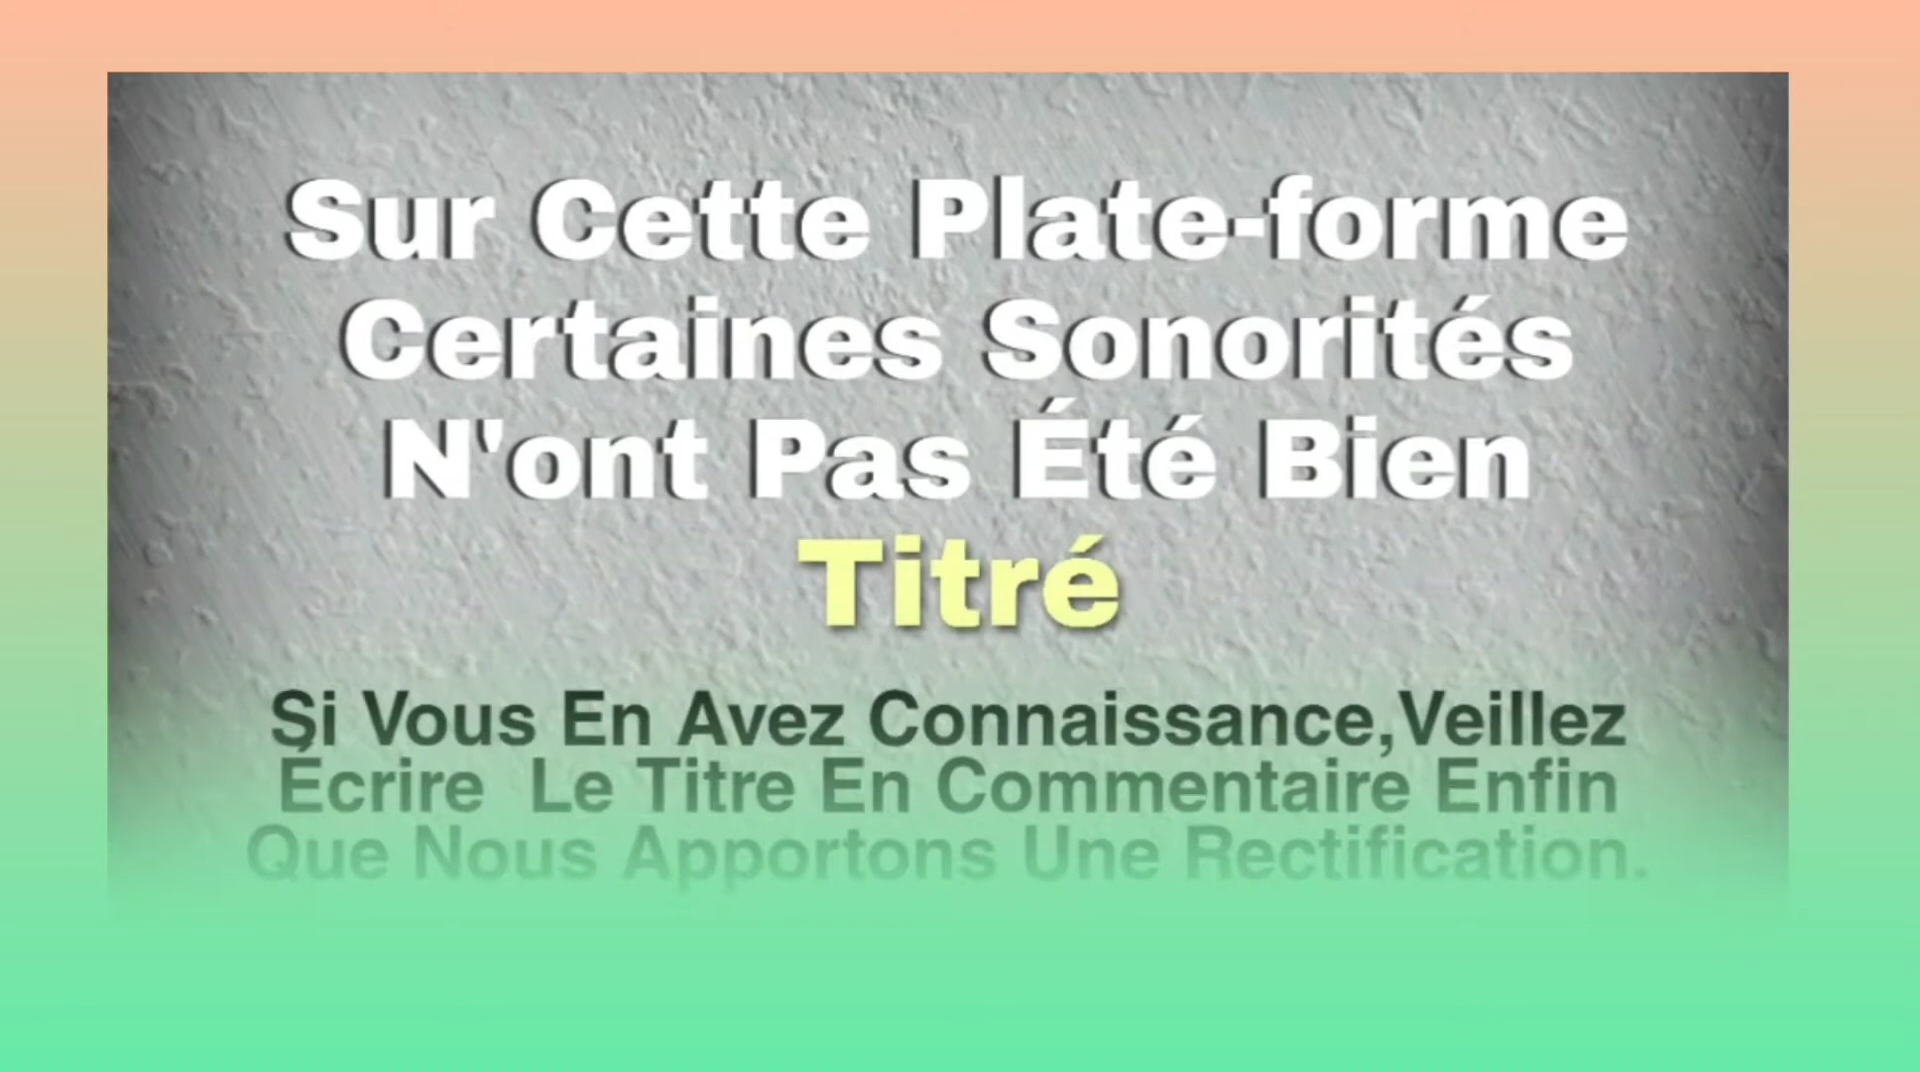 Sur Cette Plate-forme
Certaines Sonorités
N'ont Pas Été Bien
Titré
Si Vous En Avez Connaissance,Veillez
Écrire  Le Titre En Commentaire Enfin
Que Nous Apportons Une Rectification.